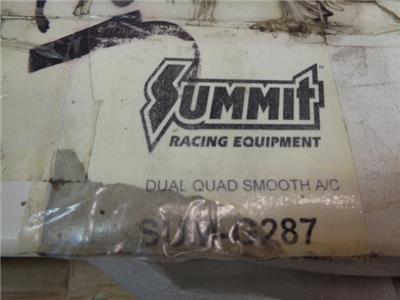 SUMMIT
RACING EQUIPMENT
DUAL QUAD SMOOTH A/C
SUM-G287